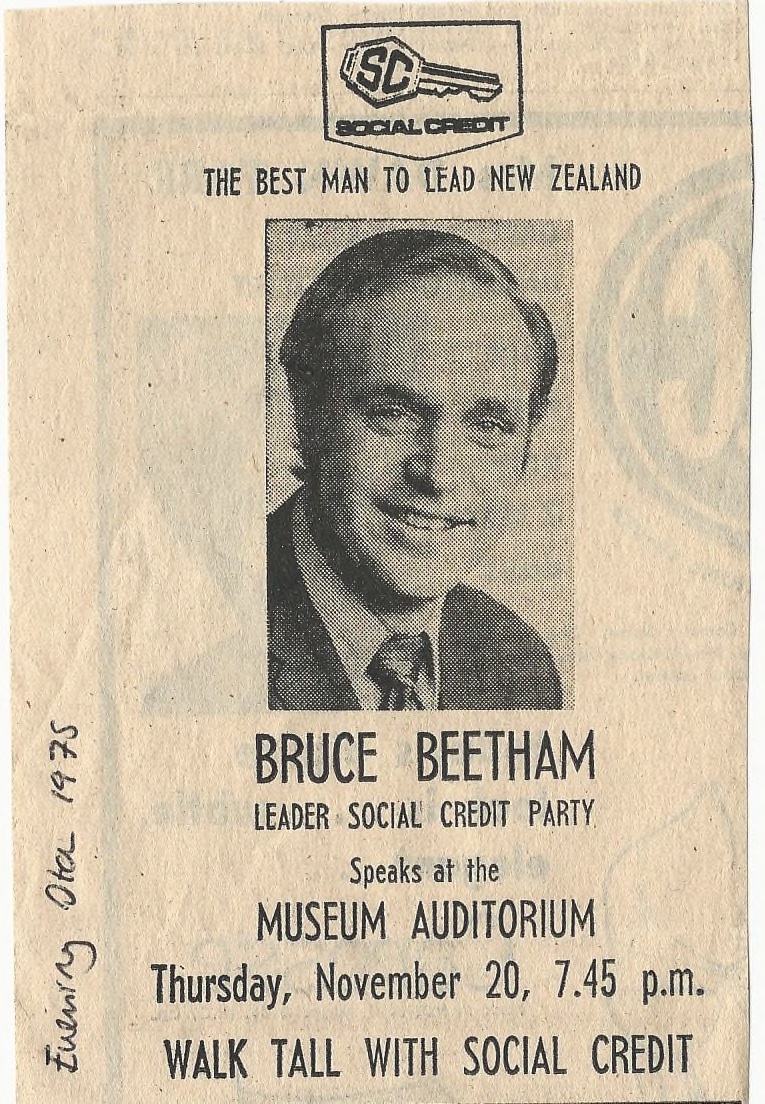 SC
SOCIAL CREDIT
THE BEST MAN TO LEAD NEW ZEALAND
BRUCE BEETHAM
LEADER SOCIAL CREDIT PARTY
Speaks at the
MUSEUM AUDITORIUM
Thursday, November 20, 7.45 p.m.
WALK TALL WITH SOCIAL CREDIT
Evening 1975